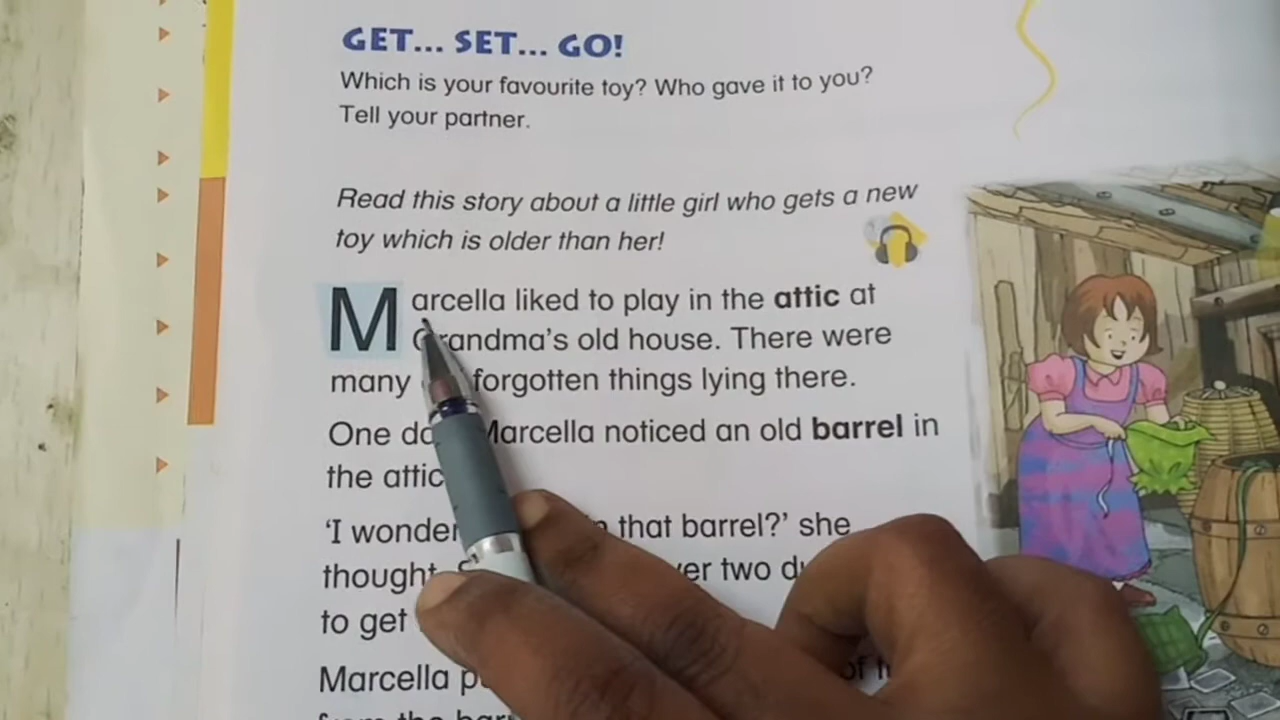 GET... SET... GO!
Which is your favourite toy? Who gave it to you?
Tell your partner.
Read this story about a little girl who gets a new
toy which is older than her!
Marcella liked to play in the attic at
Grandma's old house. There were
many forgotten things lying there.
One Marcella noticed an old barrel in
the attic
'I wonder that barrel?' she
thought two
to get
Marcella
from the